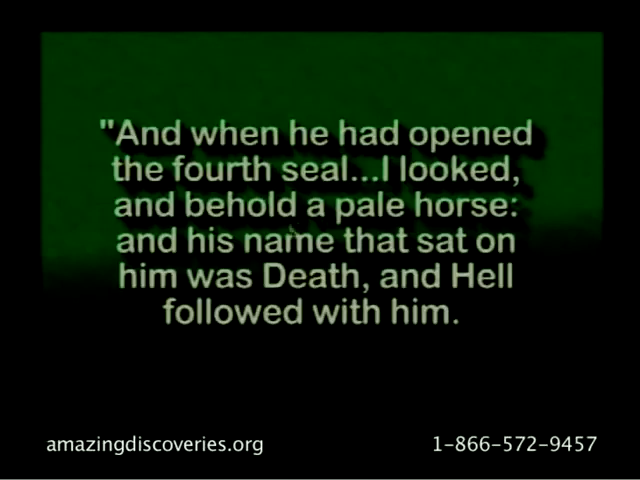 "And when he had opened
the fourth seal...I looked,
and behold a pale horse:
and his name that sat on
him was Death, and Hell
followed with him.
amazingdiscoveries.org
1-866-572-9457